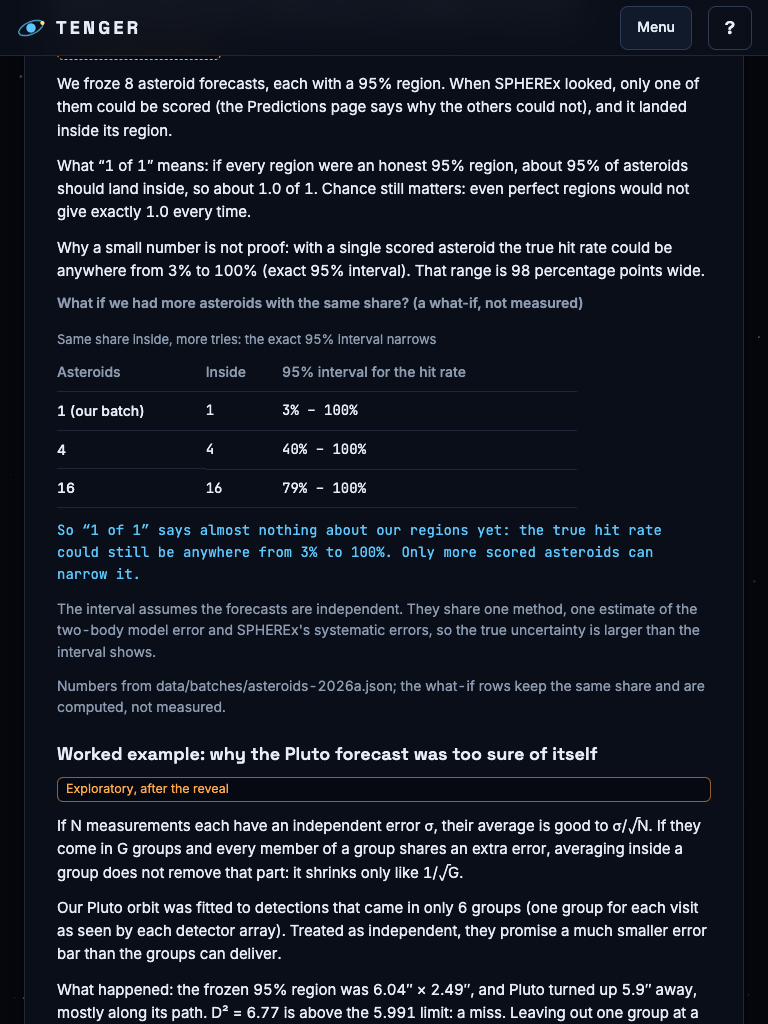 TENGER
Menu
?
We froze 8 asteroid forecasts, each with a 95% region. When SPHEREx looked, only one of
them could be scored (the Predictions page says why the others could not), and it landed
inside its region.
What “1 of 1” means: if every region were an honest 95% region, about 95% of asteroids
should land inside, so about 1.0 of 1. Chance still matters: even perfect regions would not
give exactly 1.0 every time.
Why a small number is not proof: with a single scored asteroid the true hit rate could be
anywhere from 3% to 100% (exact 95% interval). That range is 98 percentage points wide.
What if we had more asteroids with the same share? (a what-if, not measured)
Same share inside, more tries: the exact 95% interval narrows
Asteroids Inside 95% interval for the hit rate
1 (our batch) 1 3% – 100%
4 4 40% – 100%
16 16 79% – 100%
So “1 of 1” says almost nothing about our regions yet: the true hit rate
could still be anywhere from 3% to 100%. Only more scored asteroids can
narrow it.
The interval assumes the forecasts are independent. They share one method, one estimate of the
two-body model error and SPHEREx's systematic errors, so the true uncertainty is larger than the
interval shows.
Numbers from data/batches/asteroids-2026a.json; the what-if rows keep the same share and are
computed, not measured.
Worked example: why the Pluto forecast was too sure of itself
Exploratory, after the reveal
If N measurements each have an independent error σ, their average is good to σ/√N. If they
come in G groups and every member of a group shares an extra error, averaging inside a
group does not remove that part: it shrinks only like 1/√G.
Our Pluto orbit was fitted to detections that came in only 6 groups (one group for each visit
as seen by each detector array). Treated as independent, they promise a much smaller error
bar than the groups can deliver.
What happened: the frozen 95% region was 6.04″ × 2.49″, and Pluto turned up 5.9″ away,
mostly along its path. D² = 6.77 is above the 5.991 limit: a miss. Leaving out one group at a